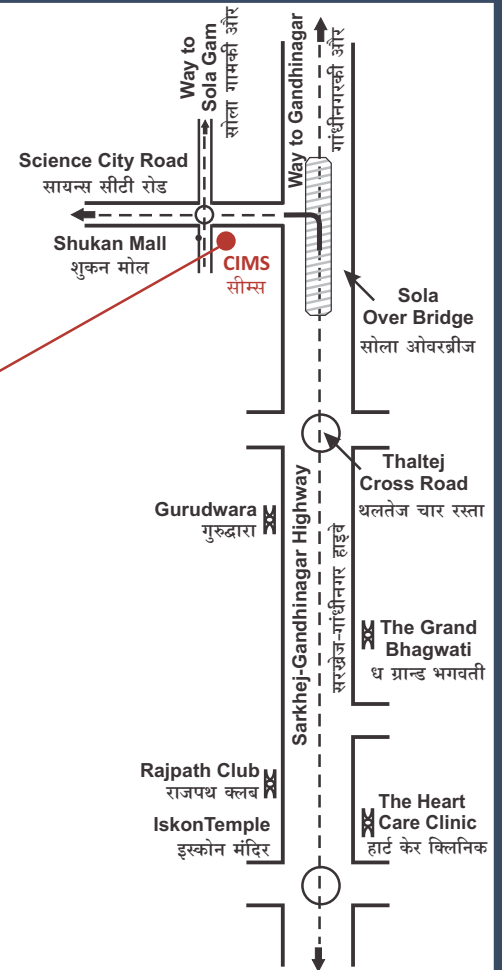 Way to
Sola Gam
सोला गामकी और
Way to Gandhinagar
गांधीनगरकी और
Science City Road
सायन्स सीटी रोड
Shukan Mall
शुकन मोल
CIMS
सीम्स
Sola
Over Bridge
सोला ओवरब्रीज
Thaltej
Cross Road
थलतेज चार रस्ता
Gurudwara
गुरुद्वारा
Sarkhej-Gandhinagar Highway
सरखेज-गांधीनगर हाइवे
The Grand
Bhagwati
ध ग्रान्ड भगवती
Rajpath Club
राजपथ क्लब
IskonTemple
इस्कोन मंदिर
The Heart
Care Clinic
हार्ट केर क्लिनिक